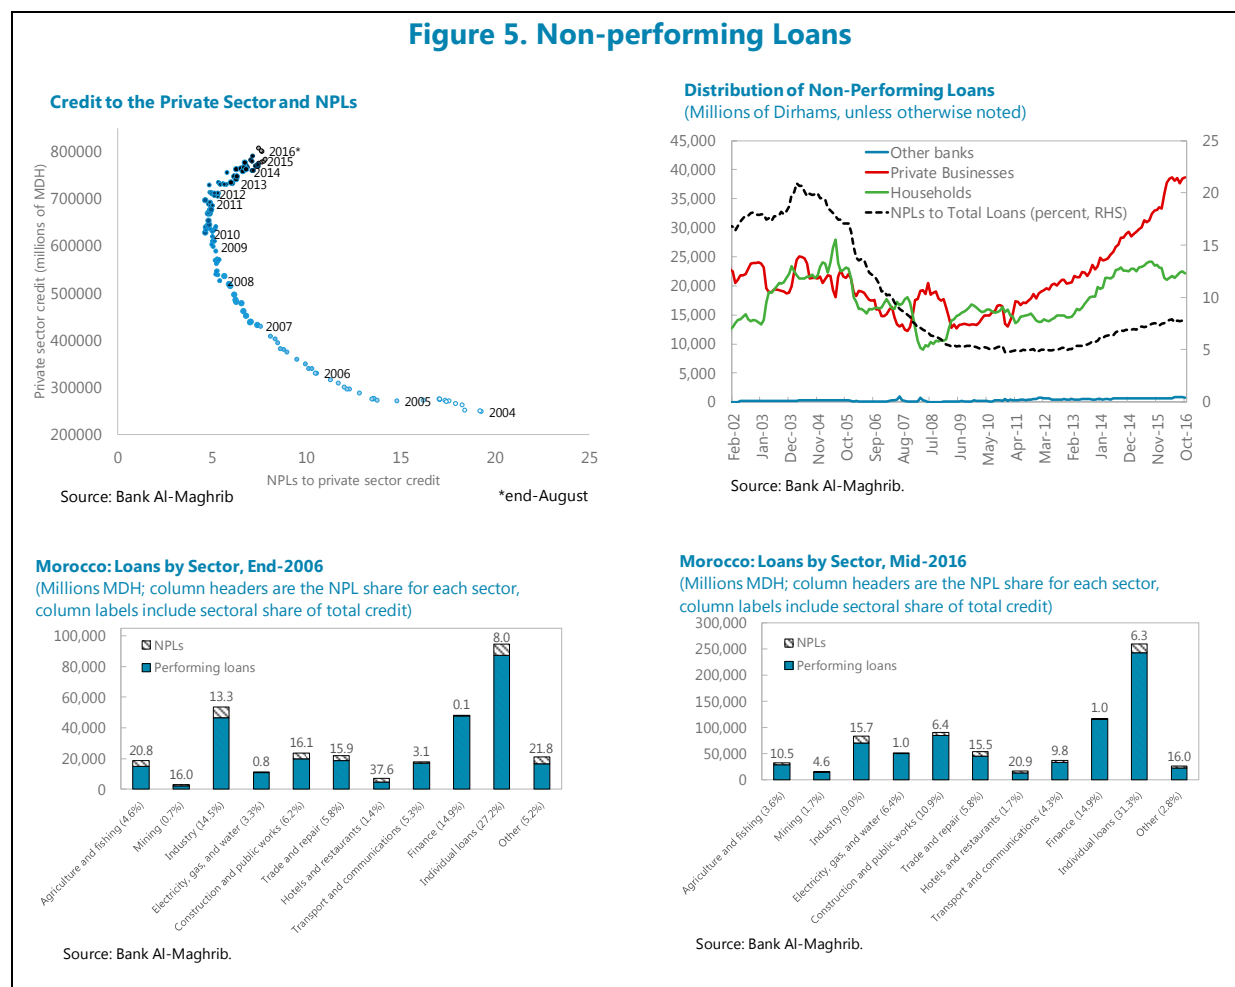 Figure 5. Non-performing Loans
Credit to the Private Sector and NPLs
Private sector credit (millions of MDH)
800000
700000
600000
500000
400000
300000
200000
2016*
2015
2014
2013
2012
2011
2010
2009
2008
2007
2006
2005
2004
0
5
10
15
20
25
NPLs to private sector credit
Source: Bank Al-Maghrib
*end-August
Distribution of Non-Performing Loans
(Millions of Dirhams, unless otherwise noted)
45,000
40,000
35,000
30,000
25,000
20,000
15,000
10,000
5,000
0
25
20
15
10
5
0
Other banks
Private Businesses
Households
NPLs to Total Loans (percent, RHS)
Feb-02
Jan-03
Dec-03
Nov-04
Oct-05
Sep-06
Aug-07
Jul-08
Jun-09
May-10
Apr-11
Mar-12
Feb-13
Jan-14
Dec-14
Nov-15
Oct-16
Source: Bank Al-Maghrib.
Morocco: Loans by Sector, End-2006
(Millions MDH; column headers are the NPL share for each sector,
column labels include sectoral share of total credit)
100,000
80,000
60,000
40,000
20,000
0
NPLs
Performing loans
20.8
16.0
13.3
0.8
16.1
15.9
37.6
3.1
0.1
8.0
21.8
Agriculture and fishing (4.6%)
Mining (0.7%)
Industry (14.5%)
Electricity, gas, and water (3.3%)
Construction and public works (6.2%)
Trade and repair (5.8%)
Hotels and restaurants (1.4%)
Transport and communications (5.3%)
Finance (14.9%)
Individual loans (27.2%)
Other (5.2%)
Source: Bank Al-Maghrib.
Morocco: Loans by Sector, Mid-2016
(Millions MDH; column headers are the NPL share for each sector,
column labels include sectoral share of total credit)
300,000
250,000
200,000
150,000
100,000
50,000
0
NPLs
Performing loans
10.5
4.6
15.7
1.0
6.4
15.5
20.9
9.8
1.0
6.3
16.0
Agriculture and fishing (3.6%)
Mining (1.7%)
Industry (9.0%)
Electricity, gas, and water (6.4%)
Construction and public works (10.9%)
Trade and repair (5.8%)
Hotels and restaurants (1.7%)
Transport and communications (4.3%)
Finance (14.9%)
Individual loans (31.3%)
Other (2.8%)
Source: Bank Al-Maghrib.